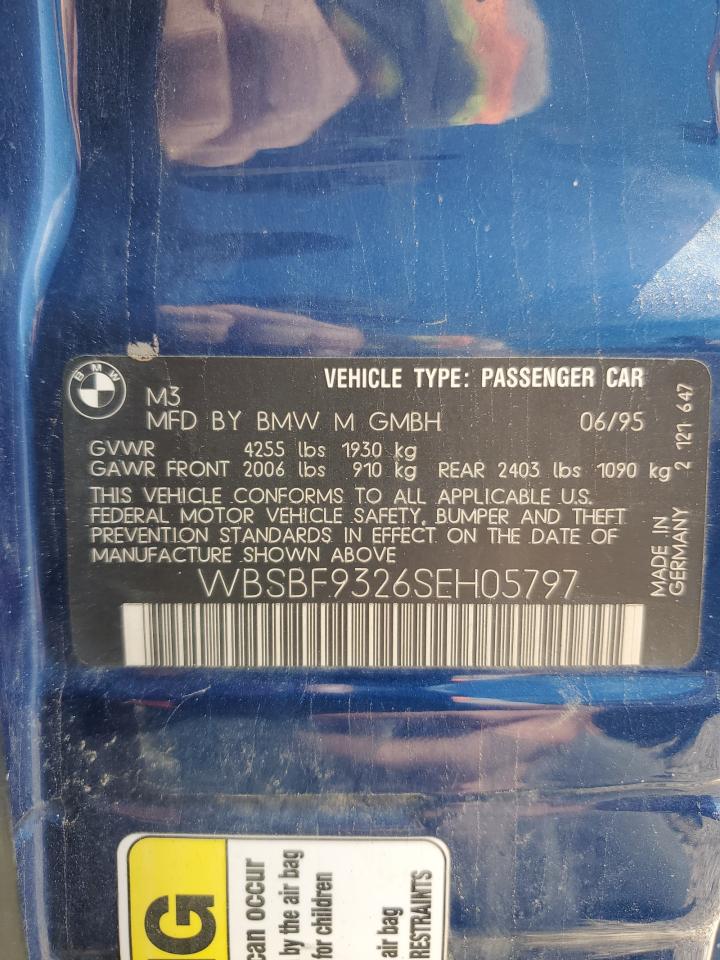 BMW
VEHICLE TYPE: PASSENGER CAR
M3
MFD BY BMW M GMBH 06/95
GVWR 4255 lbs 1930 kg
GAWR FRONT 2006 lbs 910 kg REAR 2403 lbs 1090 kg
THIS VEHICLE CONFORMS TO ALL APPLICABLE U.S.
FEDERAL MOTOR VEHICLE SAFETY, BUMPER AND THEFT
PREVENTION STANDARDS IN EFFECT ON THE DATE OF
MANUFACTURE SHOWN ABOVE
WBSBF9326SEH05797
2 121 647
MADE IN
GERMANY
NG
can occur
by the air bag
for children
air bag
RESTRAINTS